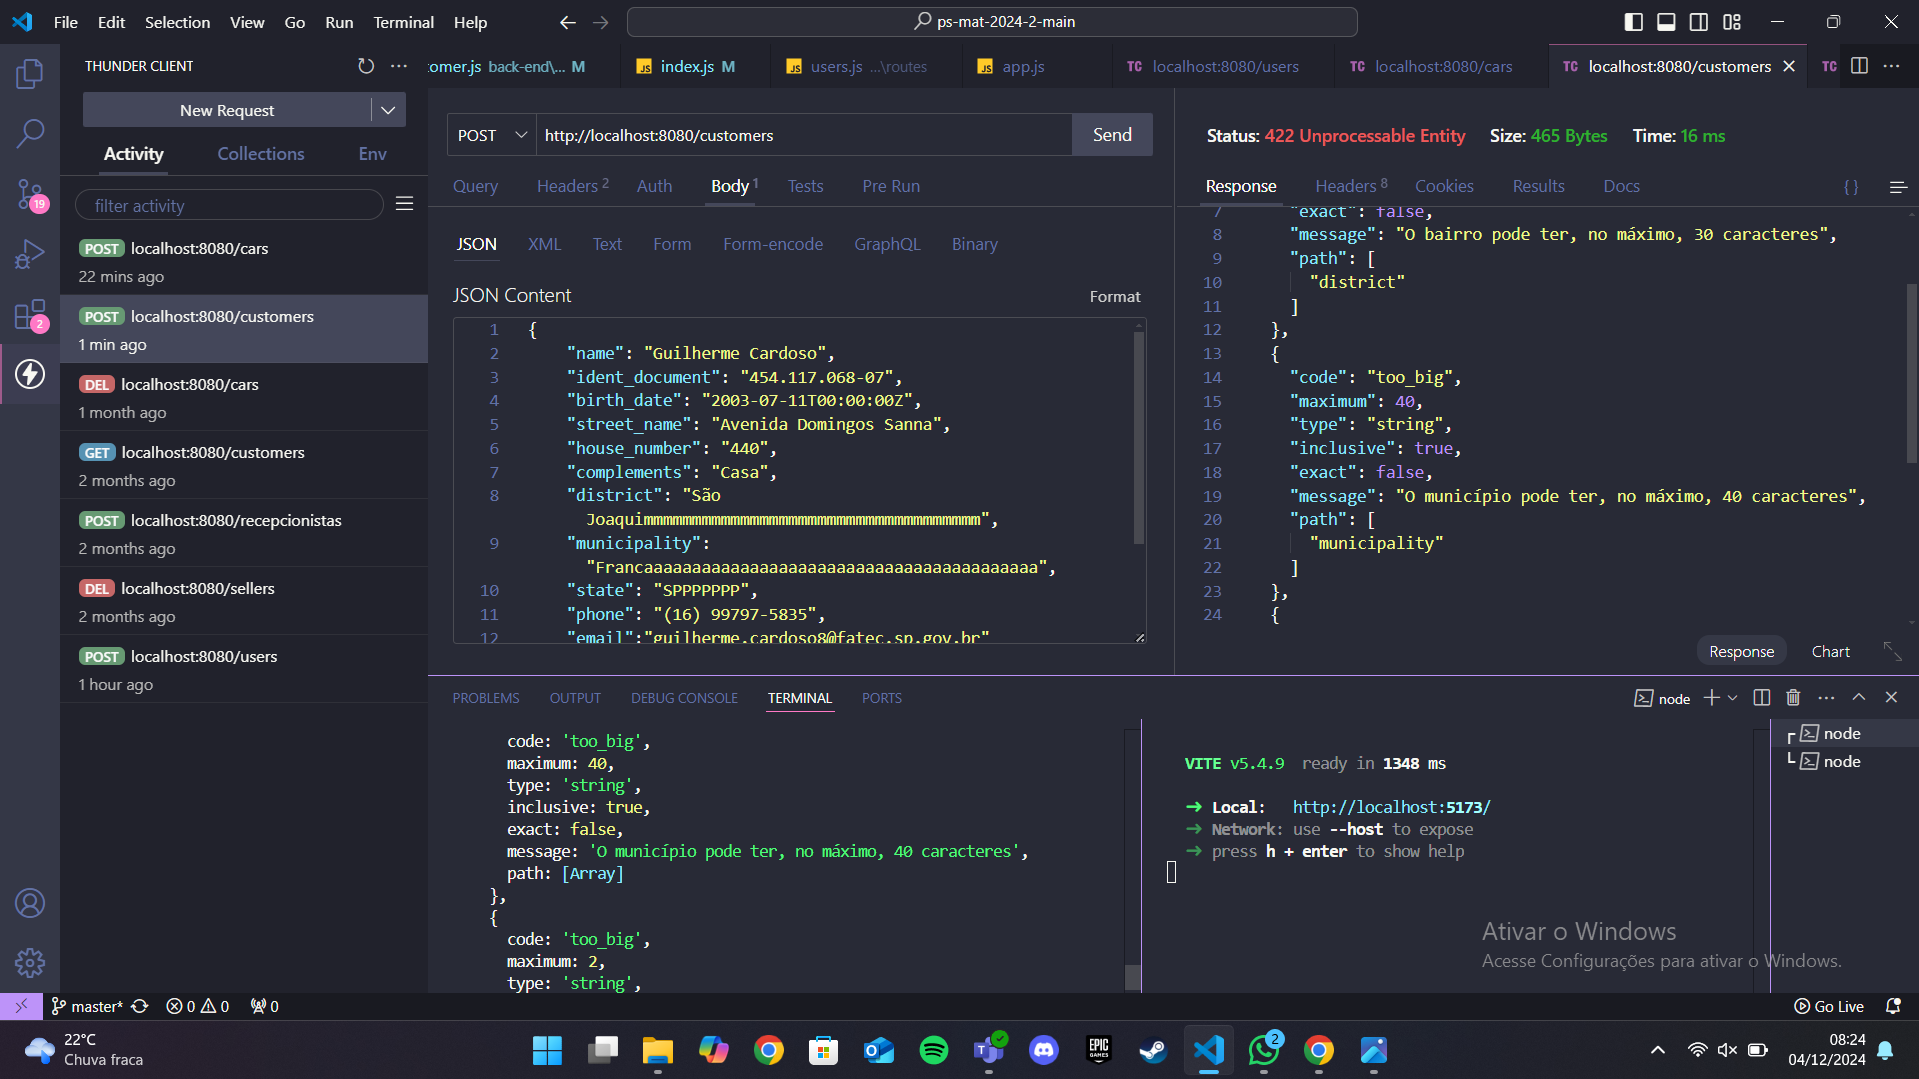 File Edit Selection View Go Run Terminal Help
ps-mat-2024-2-main
THUNDER CLIENT
tomer.js back-end\... M
index.js M
users.js ...\routes
app.js
TC localhost:8080/users
TC localhost:8080/cars
TC localhost:8080/customers
TC
New Request
Activity Collections Env
filter activity
POST localhost:8080/cars
22 mins ago
POST localhost:8080/customers
1 min ago
DEL localhost:8080/cars
1 month ago
GET localhost:8080/customers
2 months ago
POST localhost:8080/recepcionistas
2 months ago
DEL localhost:8080/sellers
2 months ago
POST localhost:8080/users
1 hour ago
19
2
POST http://localhost:8080/customers Send
Query Headers 2 Auth Body 1 Tests Pre Run
JSON XML Text Form Form-encode GraphQL Binary
JSON Content Format
1 {
2 "name": "Guilherme Cardoso",
3 "ident_document": "454.117.068-07",
4 "birth_date": "2003-07-11T00:00:00Z",
5 "street_name": "Avenida Domingos Sanna",
6 "house_number": "440",
7 "complements": "Casa",
8 "district": "São
Joaquimmmmmmmmmmmmmmmmmmmmmmmmmmmmmmmmmmmm",
9 "municipality":
"Francaaaaaaaaaaaaaaaaaaaaaaaaaaaaaaaaaaaaaaaaa",
10 "state": "SPPPPPPP",
11 "phone": "(16) 99797-5835",
12 "email":"guilherme.cardoso8@fatec.sp.gov.br"
Status: 422 Unprocessable Entity Size: 465 Bytes Time: 16 ms
Response Headers 8 Cookies Results Docs { }
7 "exact": false,
8 "message": "O bairro pode ter, no máximo, 30 caracteres",
9 "path": [
10 "district"
11 ]
12 },
13 {
14 "code": "too_big",
15 "maximum": 40,
16 "type": "string",
17 "inclusive": true,
18 "exact": false,
19 "message": "O município pode ter, no máximo, 40 caracteres",
20 "path": [
21 "municipality"
22 ]
23 },
24 {
Response Chart
PROBLEMS OUTPUT DEBUG CONSOLE TERMINAL PORTS
node
code: 'too_big',
maximum: 40,
type: 'string',
inclusive: true,
exact: false,
message: 'O município pode ter, no máximo, 40 caracteres',
path: [Array]
},
{
code: 'too_big',
maximum: 2,
type: 'string',
VITE v5.4.9 ready in 1348 ms
➜ Local: http://localhost:5173/
➜ Network: use --host to expose
➜ press h + enter to show help
node
node
Ativar o Windows
Acesse Configurações para ativar o Windows.
master* 0 0 0
Go Live
22°C
Chuva fraca
EPIC GAMES
2
08:24
04/12/2024